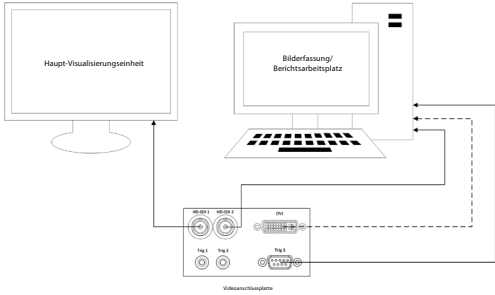 Haupt-Visualisierungseinheit
Bilderfassung/
Berichtsarbeitsplatz
HD-SDI 1
HD-SDI 2
DVI
Trig 1
Trig 2
Trig 3
Videoanschlussplatte